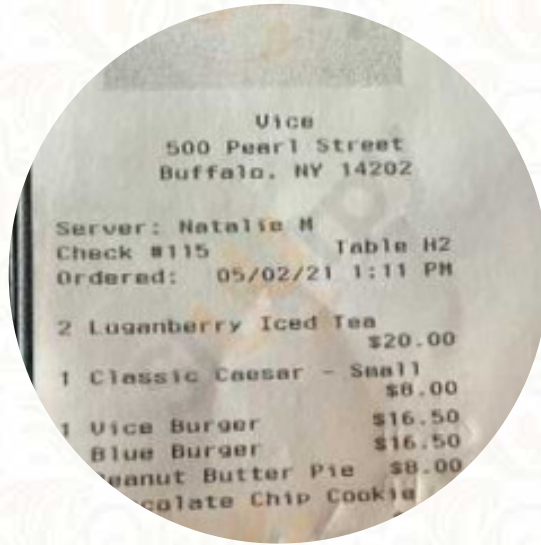 Vice
500 Pearl Street
Buffalo, NY 14202
Server: Natalie M
Check #115 Table H2
Ordered: 05/02/21 1:11 PM
2 Loganberry Iced Tea
$20.00
1 Classic Caesar - Small
$8.00
1 Vice Burger $16.50
Blue Burger $16.50
eanut Butter Pie $8.00
colate Chip Cookie